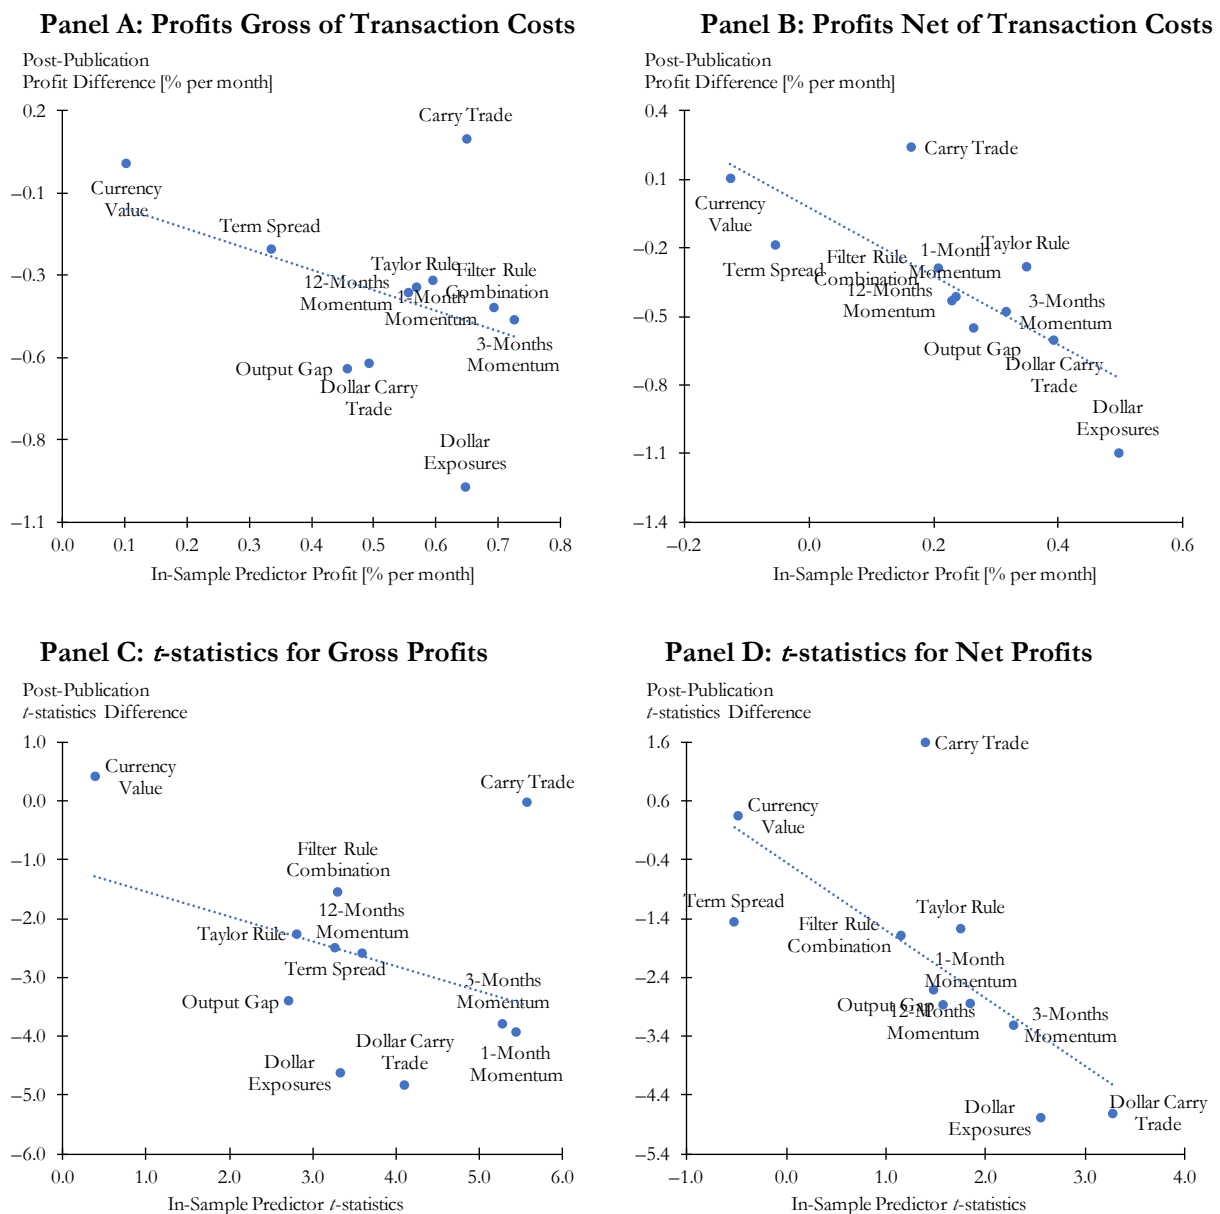 Panel A: Profits Gross of Transaction Costs
Post-Publication
Profit Difference [% per month]
0.2
−0.1
−0.3
−0.6
−0.8
−1.1
Carry Trade
Currency
Value
Term Spread
Taylor Rule
Filter Rule
Combination
12-Months
Momentum
1-Month
Momentum
3-Months
Momentum
Output Gap
Dollar Carry
Trade
Dollar
Exposures
0.0 0.1 0.2 0.3 0.4 0.5 0.6 0.7 0.8
In-Sample Predictor Profit [% per month]
Panel B: Profits Net of Transaction Costs
Post-Publication
Profit Difference [% per month]
0.4
0.1
−0.2
−0.5
−0.8
−1.1
−1.4
Carry Trade
Currency
Value
Term Spread
Filter Rule
Combination
1-Month
Momentum
Taylor Rule
12-Months
Momentum
3-Months
Momentum
Output Gap
Dollar Carry
Trade
Dollar
Exposures
−0.2 0.0 0.2 0.4 0.6
In-Sample Predictor Profit [% per month]
Panel C: t-statistics for Gross Profits
Post-Publication
t-statistics Difference
1.0
0.0
−1.0
−2.0
−3.0
−4.0
−5.0
−6.0
Currency
Value
Carry Trade
Filter Rule
Combination
12-Months
Momentum
Taylor Rule
Term Spread
Output Gap
3-Months
Momentum
Dollar Carry
Trade
1-Month
Momentum
Dollar
Exposures
0.0 1.0 2.0 3.0 4.0 5.0 6.0
In-Sample Predictor t-statistics
Panel D: t-statistics for Net Profits
Post-Publication
t-statistics Difference
1.6
0.6
−0.4
−1.4
−2.4
−3.4
−4.4
−5.4
Carry Trade
Currency
Value
Term Spread
Taylor Rule
Filter Rule
Combination
1-Month
Momentum
Output Gap
12-Months
Momentum
3-Months
Momentum
Dollar
Exposures
Dollar Carry
Trade
−1.0 0.0 1.0 2.0 3.0 4.0
In-Sample Predictor t-statistics